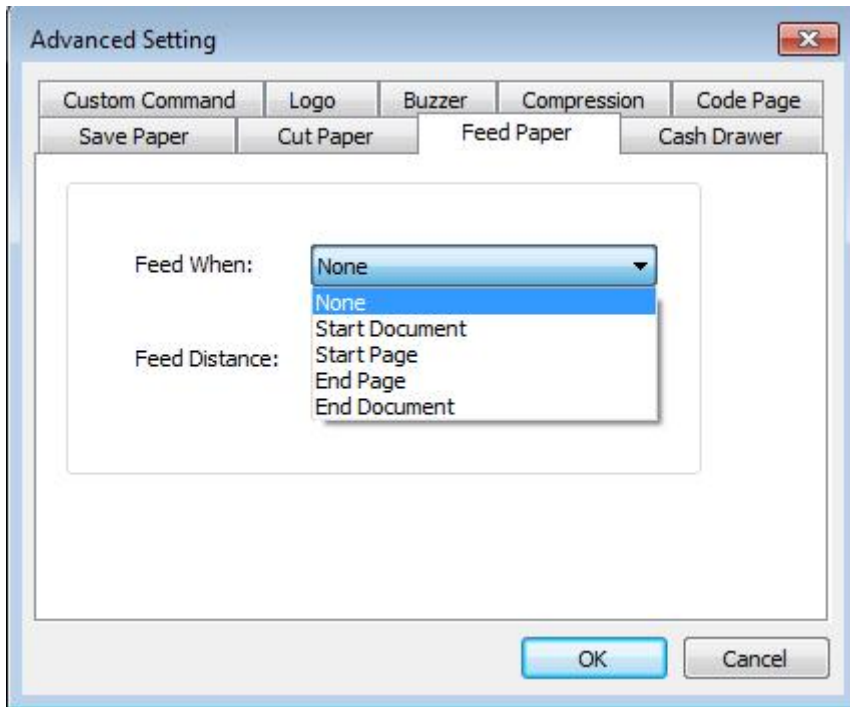 Advanced Setting
Custom Command Logo Buzzer Compression Code Page
Save Paper Cut Paper Feed Paper Cash Drawer
Feed When: None
None
Start Document
Feed Distance: Start Page
End Page
End Document
OK Cancel